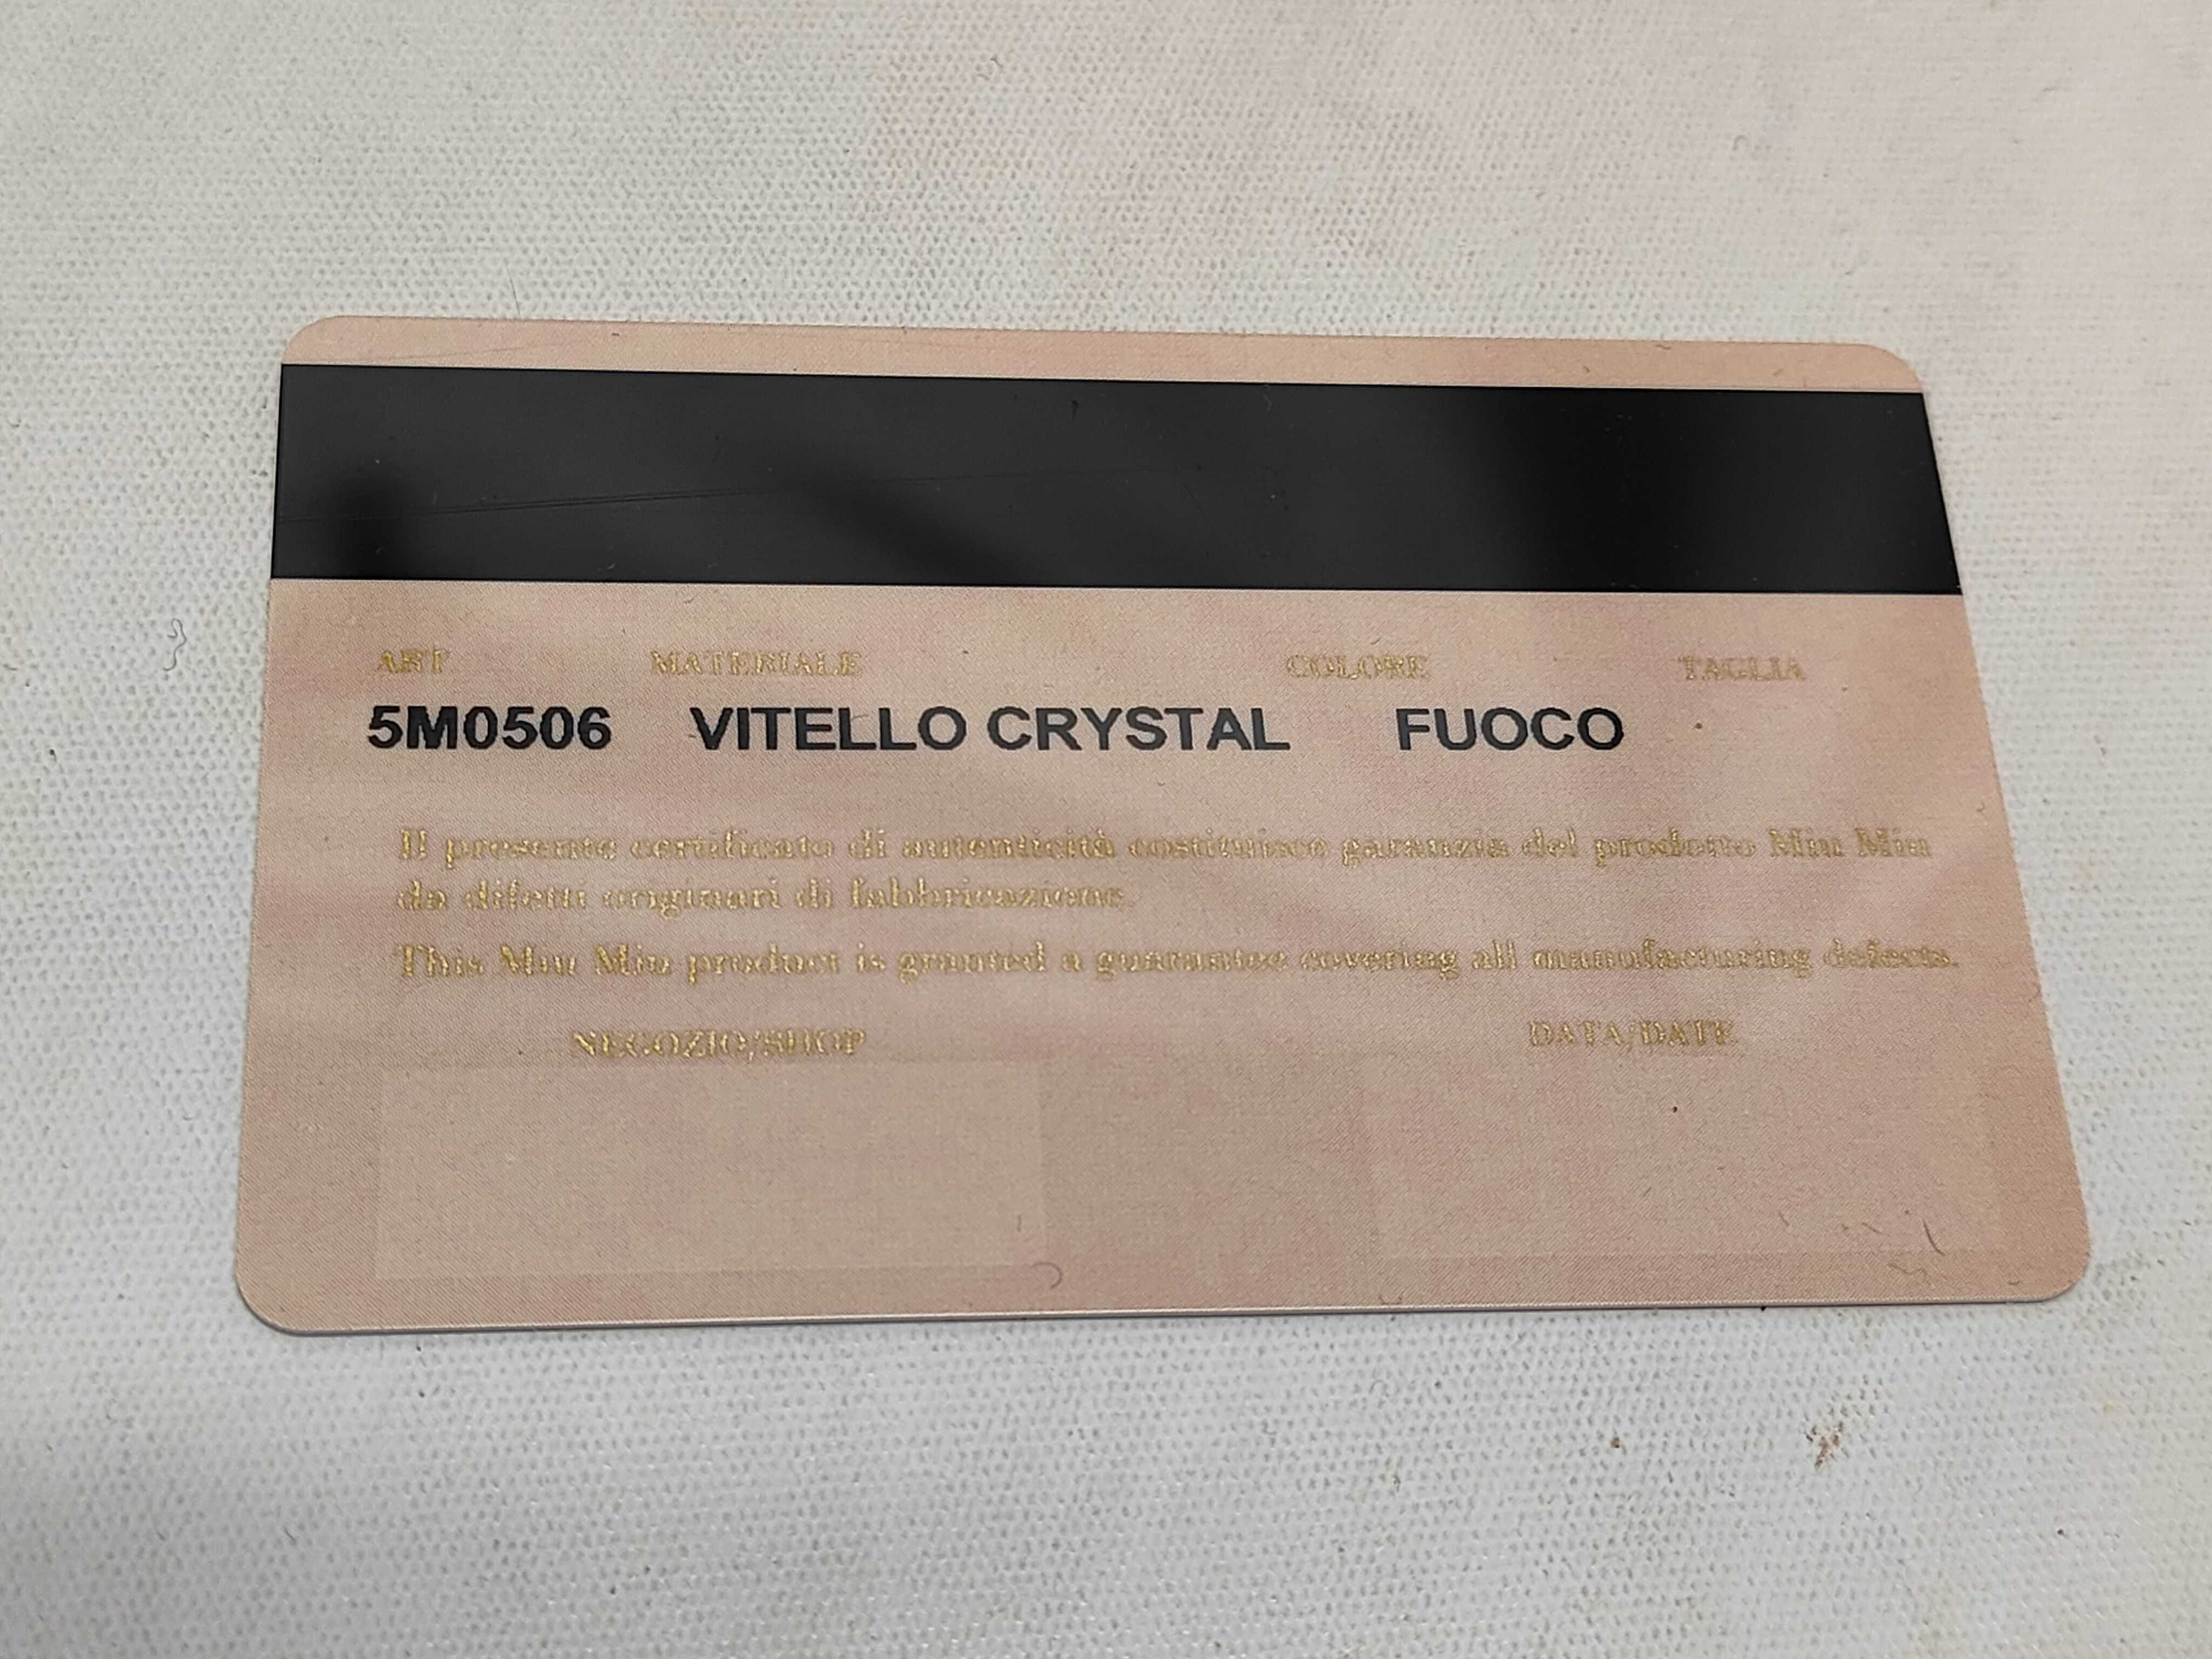 ART MATERIALE COLORE TAGLIA
5M0506 VITELLO CRYSTAL FUOCO
Il presente certificato di autenticità costituisce garanzia del prodotto Miu Miu
da difetti originari di fabbricazione.
This Miu Miu product is granted a guarantee covering all manufacturing defects.
NEGOZIO/SHOP DATA/DATE